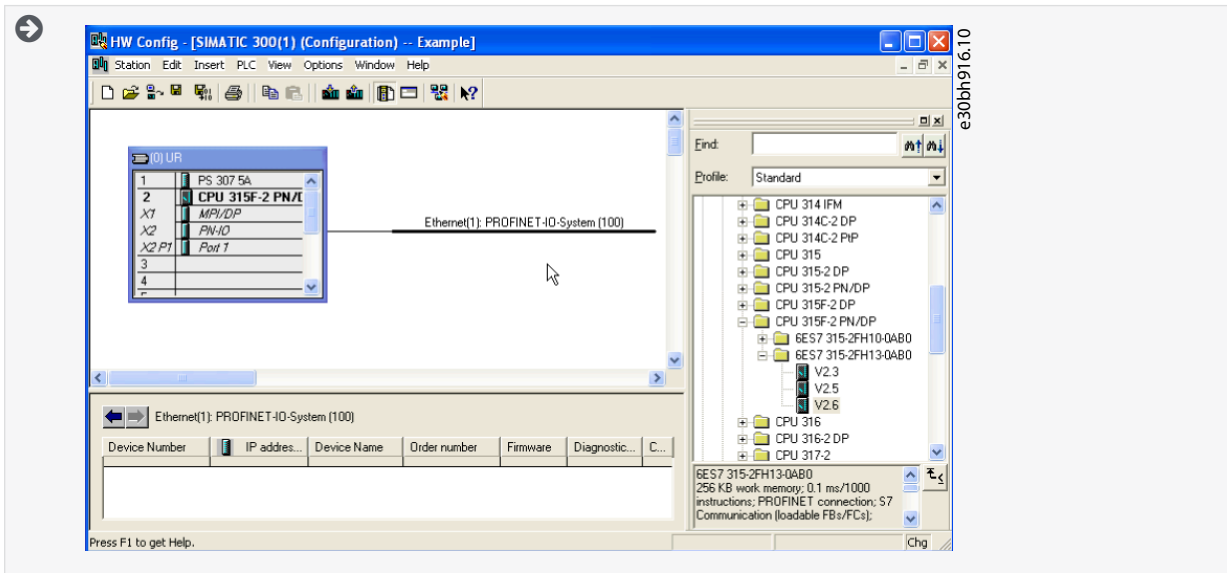 HW Config - [SIMATIC 300(1) (Configuration) -- Example]
Station Edit Insert PLC View Options Window Help
(0) UR
1 PS 307 5A
2 CPU 315F-2 PN/D
X1 MPI/DP
X2 PN-IO
X2 P1 Port 1
3
4
Ethernet(1): PROFINET-IO-System (100)
Find:
Profile: Standard
CPU 314 IFM
CPU 314C-2 DP
CPU 314C-2 PtP
CPU 315
CPU 315-2 DP
CPU 315-2 PN/DP
CPU 315F-2 DP
CPU 315F-2 PN/DP
6ES7 315-2FH10-0AB0
6ES7 315-2FH13-0AB0
V2.3
V2.5
V2.6
CPU 316
CPU 316-2 DP
CPU 317-2
6ES7 315-2FH13-0AB0
256 KB work memory; 0.1 ms/1000
instructions; PROFINET connection; S7
Communication (loadable FBs/FCs);
Ethernet(1): PROFINET-IO-System (100)
Device Number IP addres... Device Name Order number Firmware Diagnostic... C...
Press F1 to get Help.
Chg
e30bh916.10